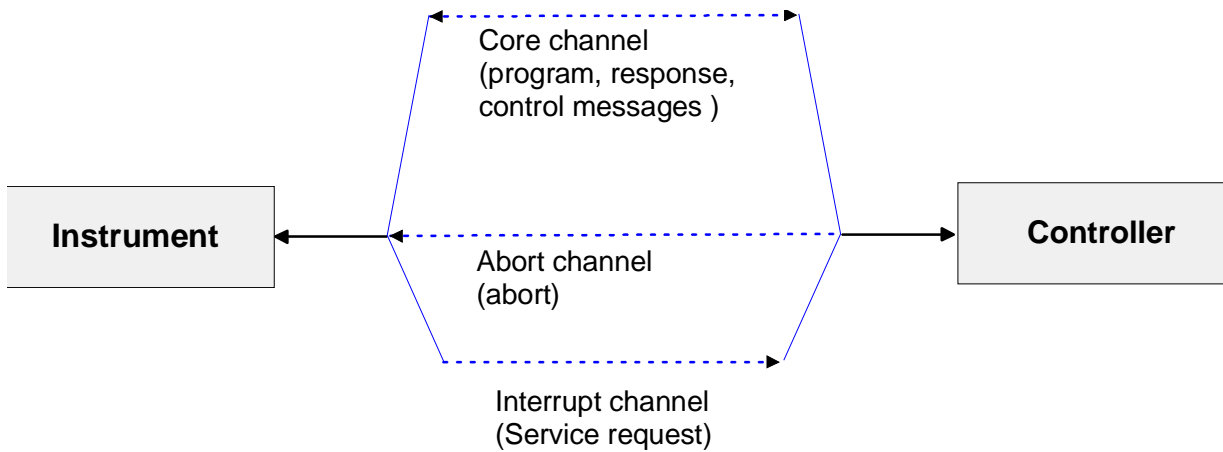 Core channel
(program, response,
control messages )
Instrument
Controller
Abort channel
(abort)
Interrupt channel
(Service request)